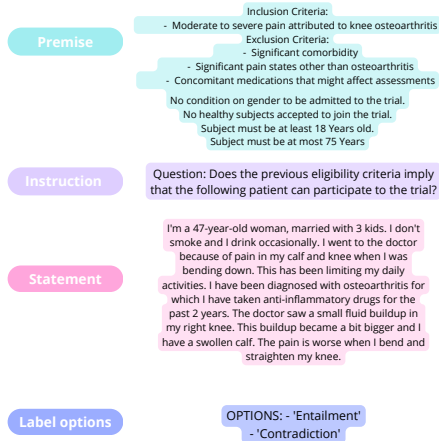 Premise
Inclusion Criteria:
- Moderate to severe pain attributed to knee osteoarthritis
Exclusion Criteria:
- Significant comorbidity
- Significant pain states other than osteoarthritis
- Concomitant medications that might affect assessments
No condition on gender to be admitted to the trial.
No healthy subjects accepted to join the trial.
Subject must be at least 18 Years old.
Subject must be at most 75 Years
Instruction
Question: Does the previous eligibility criteria imply
that the following patient can participate to the trial?
Statement
I'm a 47-year-old woman, married with 3 kids. I don't
smoke and I drink occasionally. I went to the doctor
because of pain in my calf and knee when I was
bending down. This has been limiting my daily
activities. I have been diagnosed with osteoarthritis for
which I have taken anti-inflammatory drugs for the
past 2 years. The doctor saw a small fluid buildup in
my right knee. This buildup became a bit bigger and I
have a swollen calf. The pain is worse when I bend and
straighten my knee.
Label options
OPTIONS: - 'Entailment'
- 'Contradiction'